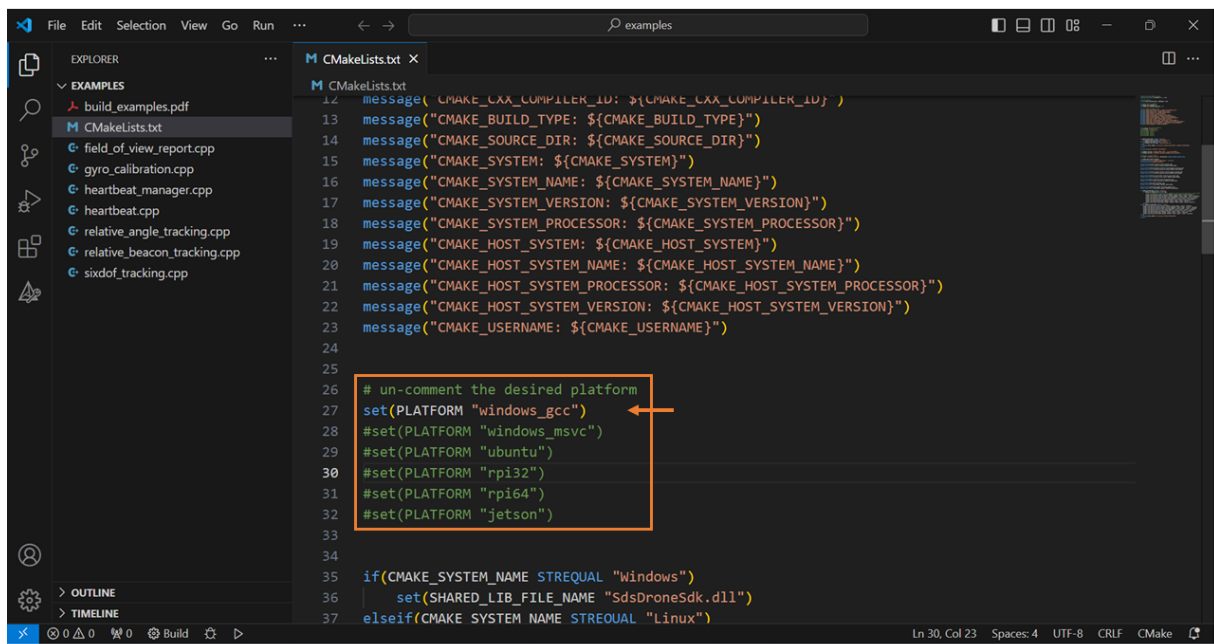 File Edit Selection View Go Run ··· examples
EXPLORER ···
EXAMPLES
build_examples.pdf
CMakeLists.txt
field_of_view_report.cpp
gyro_calibration.cpp
heartbeat_manager.cpp
heartbeat.cpp
relative_angle_tracking.cpp
relative_beacon_tracking.cpp
sixdof_tracking.cpp
OUTLINE
TIMELINE
M CMakeLists.txt ×
M CMakeLists.txt
12 message("CMAKE_CXX_COMPILER_ID: ${CMAKE_CXX_COMPILER_ID}")
13 message("CMAKE_BUILD_TYPE: ${CMAKE_BUILD_TYPE}")
14 message("CMAKE_SOURCE_DIR: ${CMAKE_SOURCE_DIR}")
15 message("CMAKE_SYSTEM: ${CMAKE_SYSTEM}")
16 message("CMAKE_SYSTEM_NAME: ${CMAKE_SYSTEM_NAME}")
17 message("CMAKE_SYSTEM_VERSION: ${CMAKE_SYSTEM_VERSION}")
18 message("CMAKE_SYSTEM_PROCESSOR: ${CMAKE_SYSTEM_PROCESSOR}")
19 message("CMAKE_HOST_SYSTEM: ${CMAKE_HOST_SYSTEM}")
20 message("CMAKE_HOST_SYSTEM_NAME: ${CMAKE_HOST_SYSTEM_NAME}")
21 message("CMAKE_HOST_SYSTEM_PROCESSOR: ${CMAKE_HOST_SYSTEM_PROCESSOR}")
22 message("CMAKE_HOST_SYSTEM_VERSION: ${CMAKE_HOST_SYSTEM_VERSION}")
23 message("CMAKE_USERNAME: ${CMAKE_USERNAME}")
24
25
26 # un-comment the desired platform
27 set(PLATFORM "windows_gcc")
28 #set(PLATFORM "windows_msvc")
29 #set(PLATFORM "ubuntu")
30 #set(PLATFORM "rpi32")
31 #set(PLATFORM "rpi64")
32 #set(PLATFORM "jetson")
33
34
35 if(CMAKE_SYSTEM_NAME STREQUAL "Windows")
36 set(SHARED_LIB_FILE_NAME "SdsDroneSdk.dll")
37 elseif(CMAKE_SYSTEM_NAME STREQUAL "Linux")
0 0 0 Build Ln 30, Col 23 Spaces: 4 UTF-8 CRLF CMake